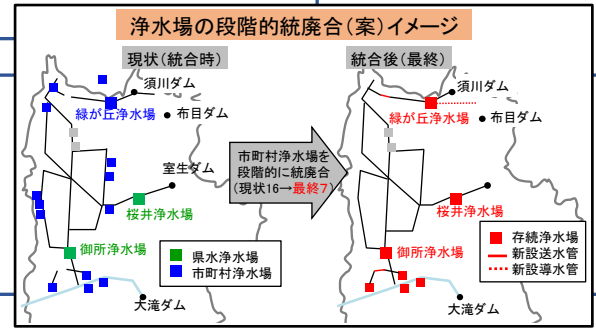 浄水場の段階的統廃合(案)イメージ
現状(統合時)
須川ダム
緑が丘浄水場
布目ダム
室生ダム
桜井浄水場
御所浄水場
県水浄水場
市町村浄水場
大滝ダム
市町村浄水場を
段階的に統廃合
(現状16→最終7)
統合後(最終)
須川ダム
緑が丘浄水場
布目ダム
室生ダム
桜井浄水場
御所浄水場
存続浄水場
新設送水管
新設導水管
大滝ダム